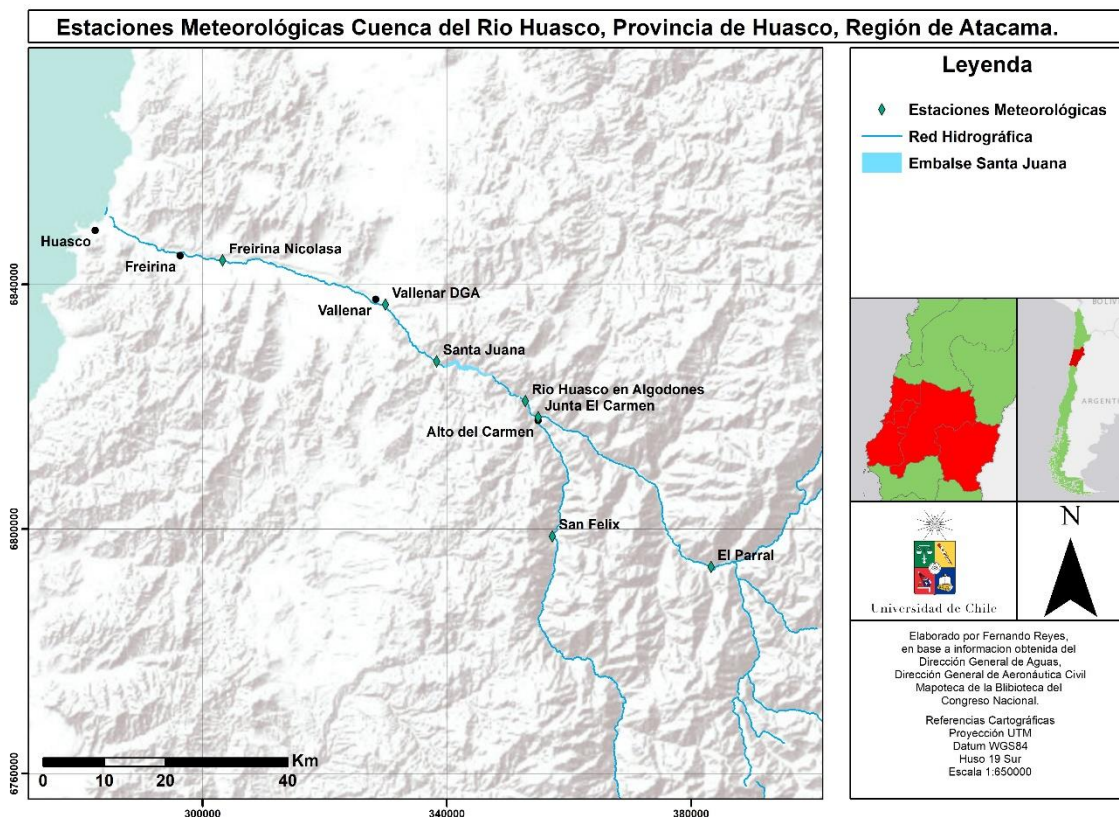 Estaciones Meteorológicas Cuenca del Rio Huasco, Provincia de Huasco, Región de Atacama.
Huasco
Freirina
Freirina Nicolasa
Vallenar DGA
Vallenar
Santa Juana
Rio Huasco en Algodones
Junta El Carmen
Alto del Carmen
San Felix
El Parral
6840000
6800000
6760000
Km
0 10 20 40
300000 340000 380000
Leyenda
Estaciones Meteorológicas
Red Hidrográfica
Embalse Santa Juana
BOLIV
ARGENTI
Universidad de Chile
N
Elaborado por Fernando Reyes,
en base a informacion obtenida del
Dirección General de Aguas,
Dirección General de Aeronáutica Civil
Mapoteca de la Blibioteca del
Congreso Nacional.
Referencias Cartográficas
Proyección UTM
Datum WGS84
Huso 19 Sur
Escala 1:650000